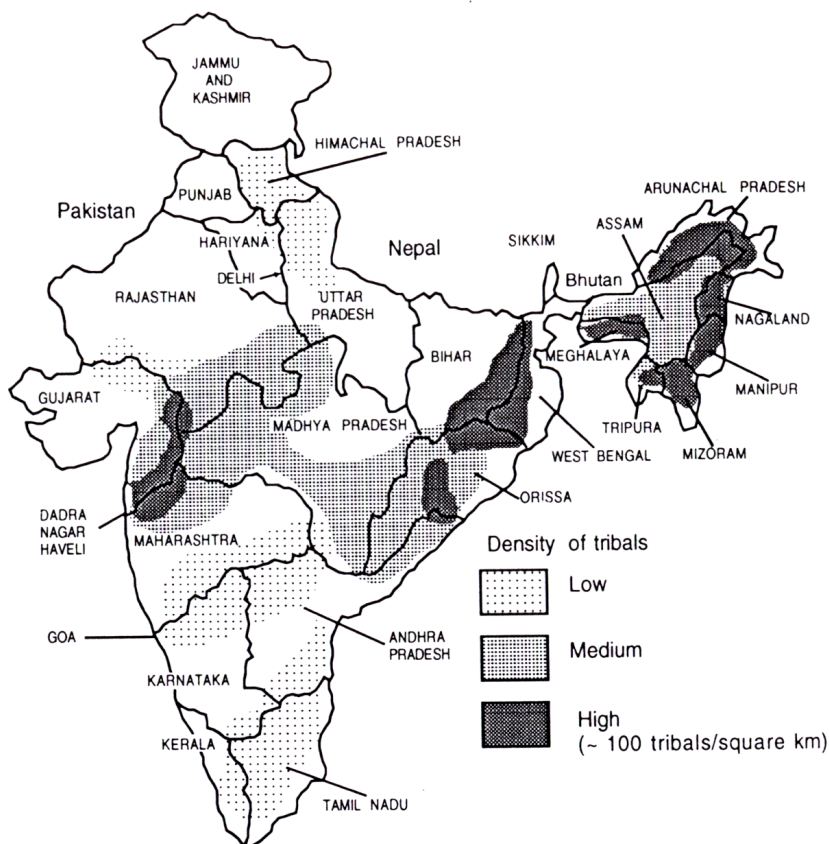 JAMMU
AND
KASHMIR
HIMACHAL PRADESH
PUNJAB
Pakistan
ARUNACHAL PRADESH
ASSAM
HARIYANA
Nepal
SIKKIM
DELHI
Bhutan
RAJASTHAN
UTTAR
PRADESH
NAGALAND
BIHAR
MEGHALAYA
GUJARAT
MANIPUR
MADHYA PRADESH
TRIPURA
WEST BENGAL
MIZORAM
ORISSA
DADRA
NAGAR
HAVELI
MAHARASHTRA
Density of tribals
Low
GOA
ANDHRA
PRADESH
Medium
KARNATAKA
High
(~ 100 tribals/square km)
KERALA
TAMIL NADU